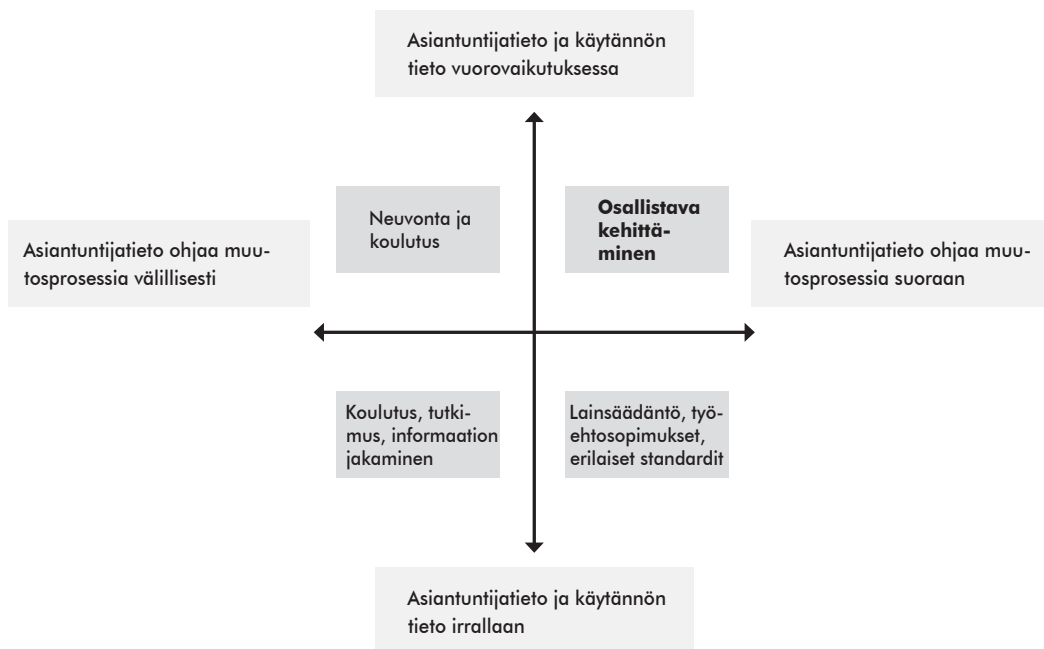 Asiantuntijatieto ja käytännön
tieto vuorovaikutuksessa
Neuvonta ja
koulutus
Osallistava
kehittä-
minen
Asiantuntijatieto ohjaa muu-
tosprosessia välillisesti
Asiantuntijatieto ohjaa muu-
tosprosessia suoraan
Koulutus, tutki-
mus, informaation
jakaminen
Lainsäädäntö, työ-
ehtosopimukset,
erilaiset standardit
Asiantuntijatieto ja käytännön
tieto irrallaan